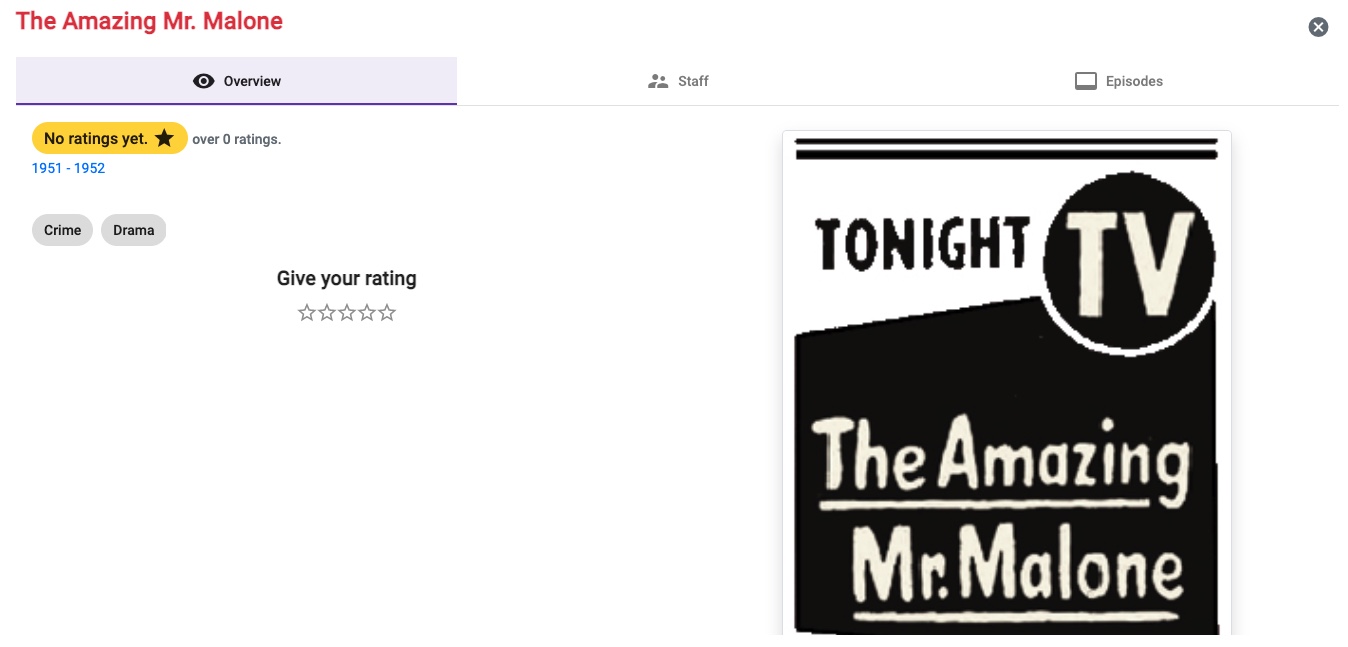 The Amazing Mr. Malone
Overview
Staff
Episodes
No ratings yet. ★ over 0 ratings.
1951 - 1952
Crime Drama
Give your rating
☆☆☆☆☆
TONIGHT TV
The Amazing
Mr. Malone